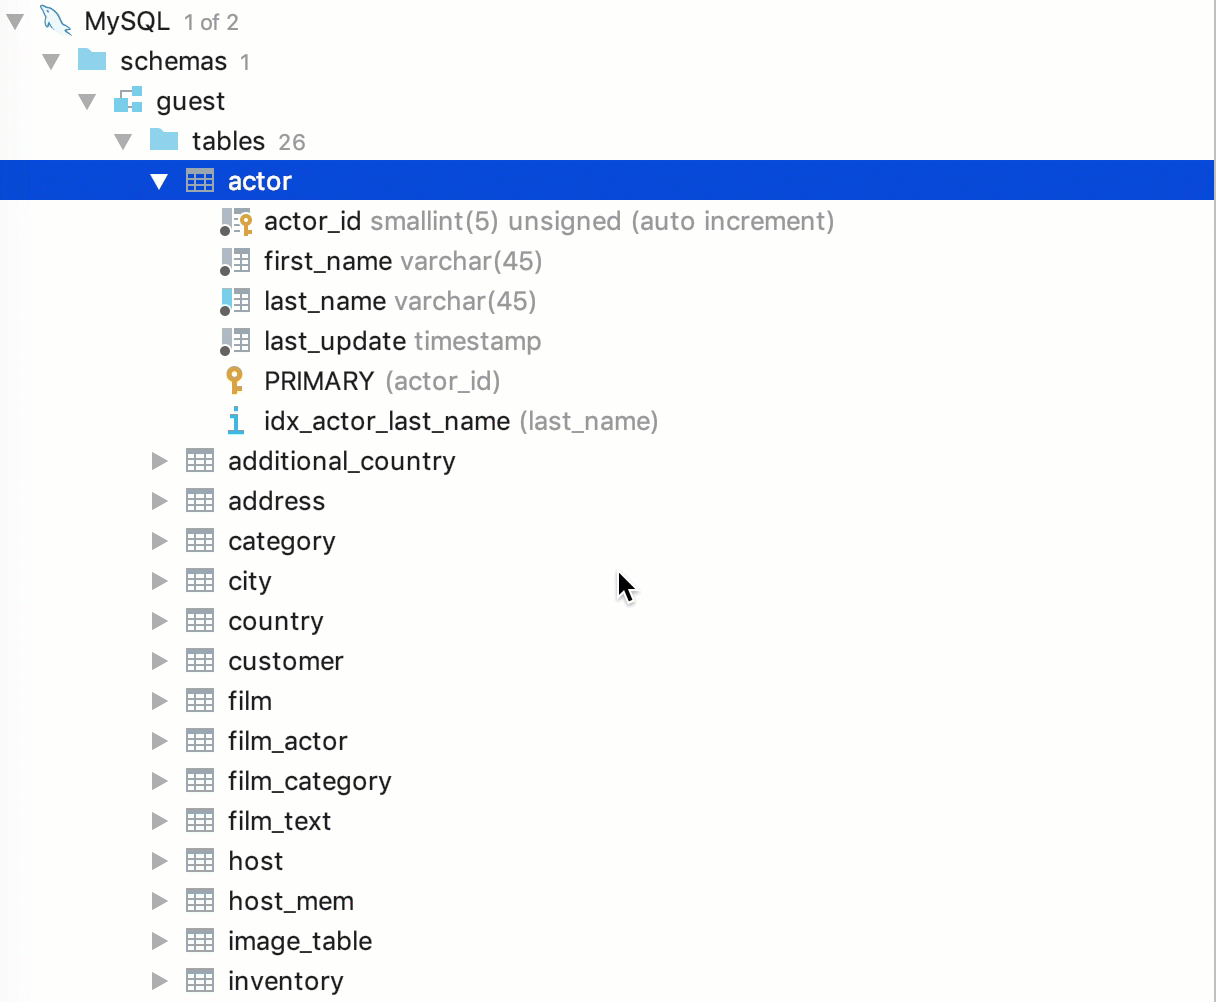 MySQL 1 of 2
schemas 1
guest
tables 26
actor
actor_id smallint(5) unsigned (auto increment)
first_name varchar(45)
last_name varchar(45)
last_update timestamp
PRIMARY (actor_id)
idx_actor_last_name (last_name)
additional_country
address
category
city
country
customer
film
film_actor
film_category
film_text
host
host_mem
image_table
inventory